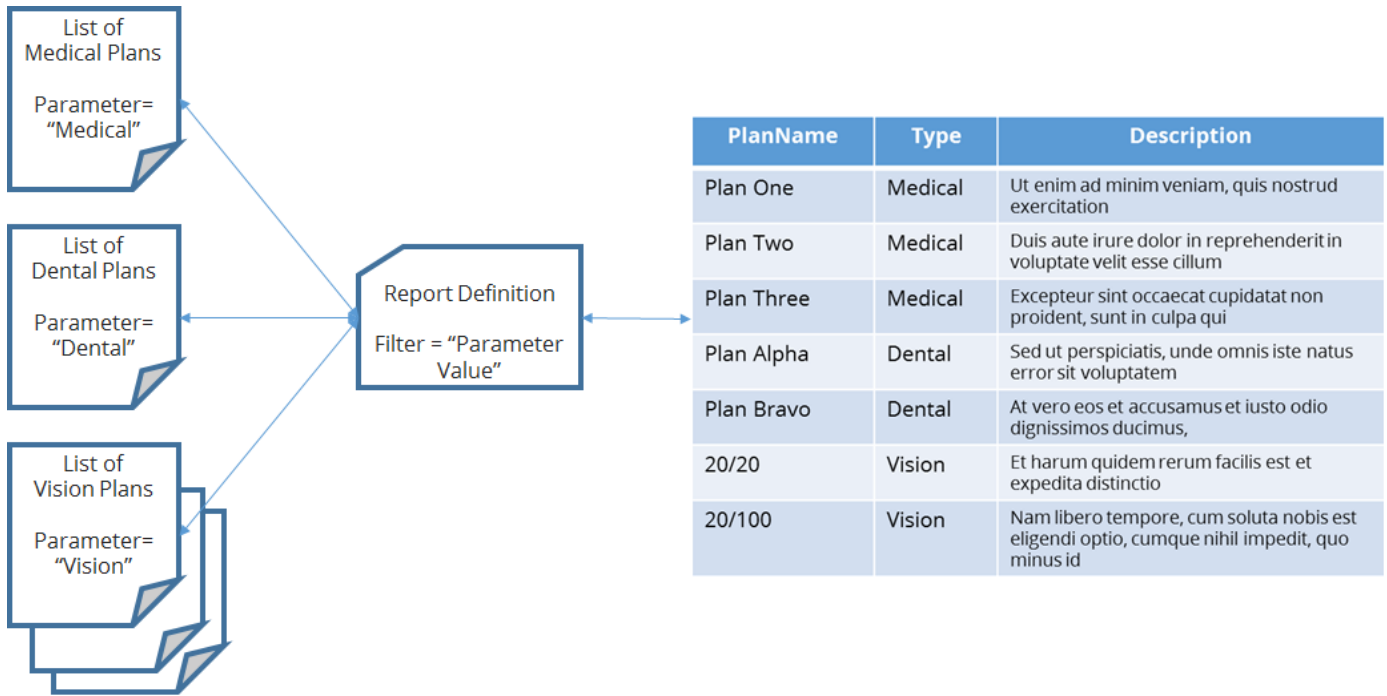 List of
Medical Plans
Parameter=
“Medical”
List of
Dental Plans
Parameter=
“Dental”
List of
Vision Plans
Parameter=
“Vision”
Report Definition
Filter = “Parameter
Value”
PlanName Type Description
Plan One Medical Ut enim ad minim veniam, quis nostrud
exercitation
Plan Two Medical Duis aute irure dolor in reprehenderit in
voluptate velit esse cillum
Plan Three Medical Excepteur sint occaecat cupidatat non
proident, sunt in culpa qui
Plan Alpha Dental Sed ut perspiciatis, unde omnis iste natus
error sit voluptatem
Plan Bravo Dental At vero eos et accusamus et iusto odio
dignissimos ducimus,
20/20 Vision Et harum quidem rerum facilis est et
expedita distinctio
20/100 Vision Nam libero tempore, cum soluta nobis est
eligendi optio, cumque nihil impedit, quo
minus id